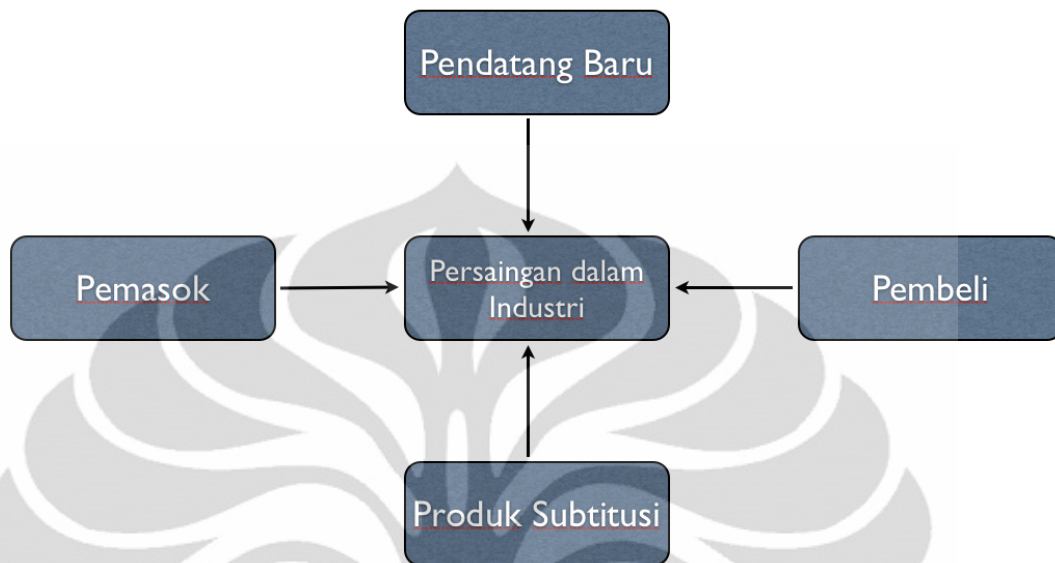 Pendatang Baru
Pemasok
Persaingan dalam
Industri
Pembeli
Produk Subtitusi